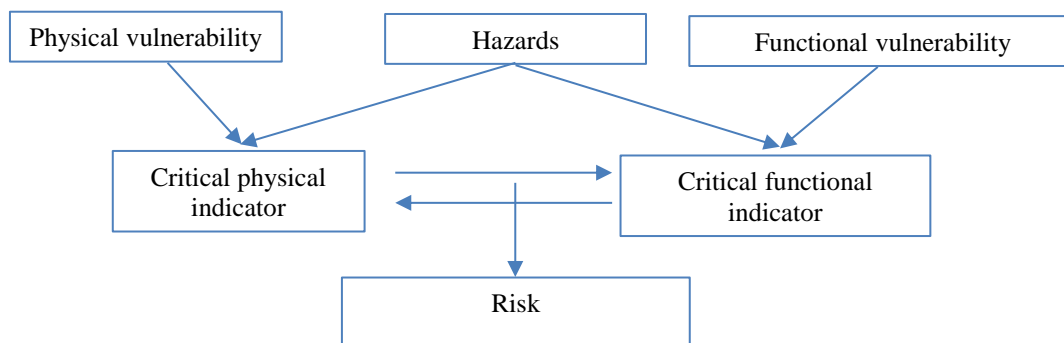 Physical vulnerability
Hazards
Functional vulnerability
Critical physical
indicator
Critical functional
indicator
Risk